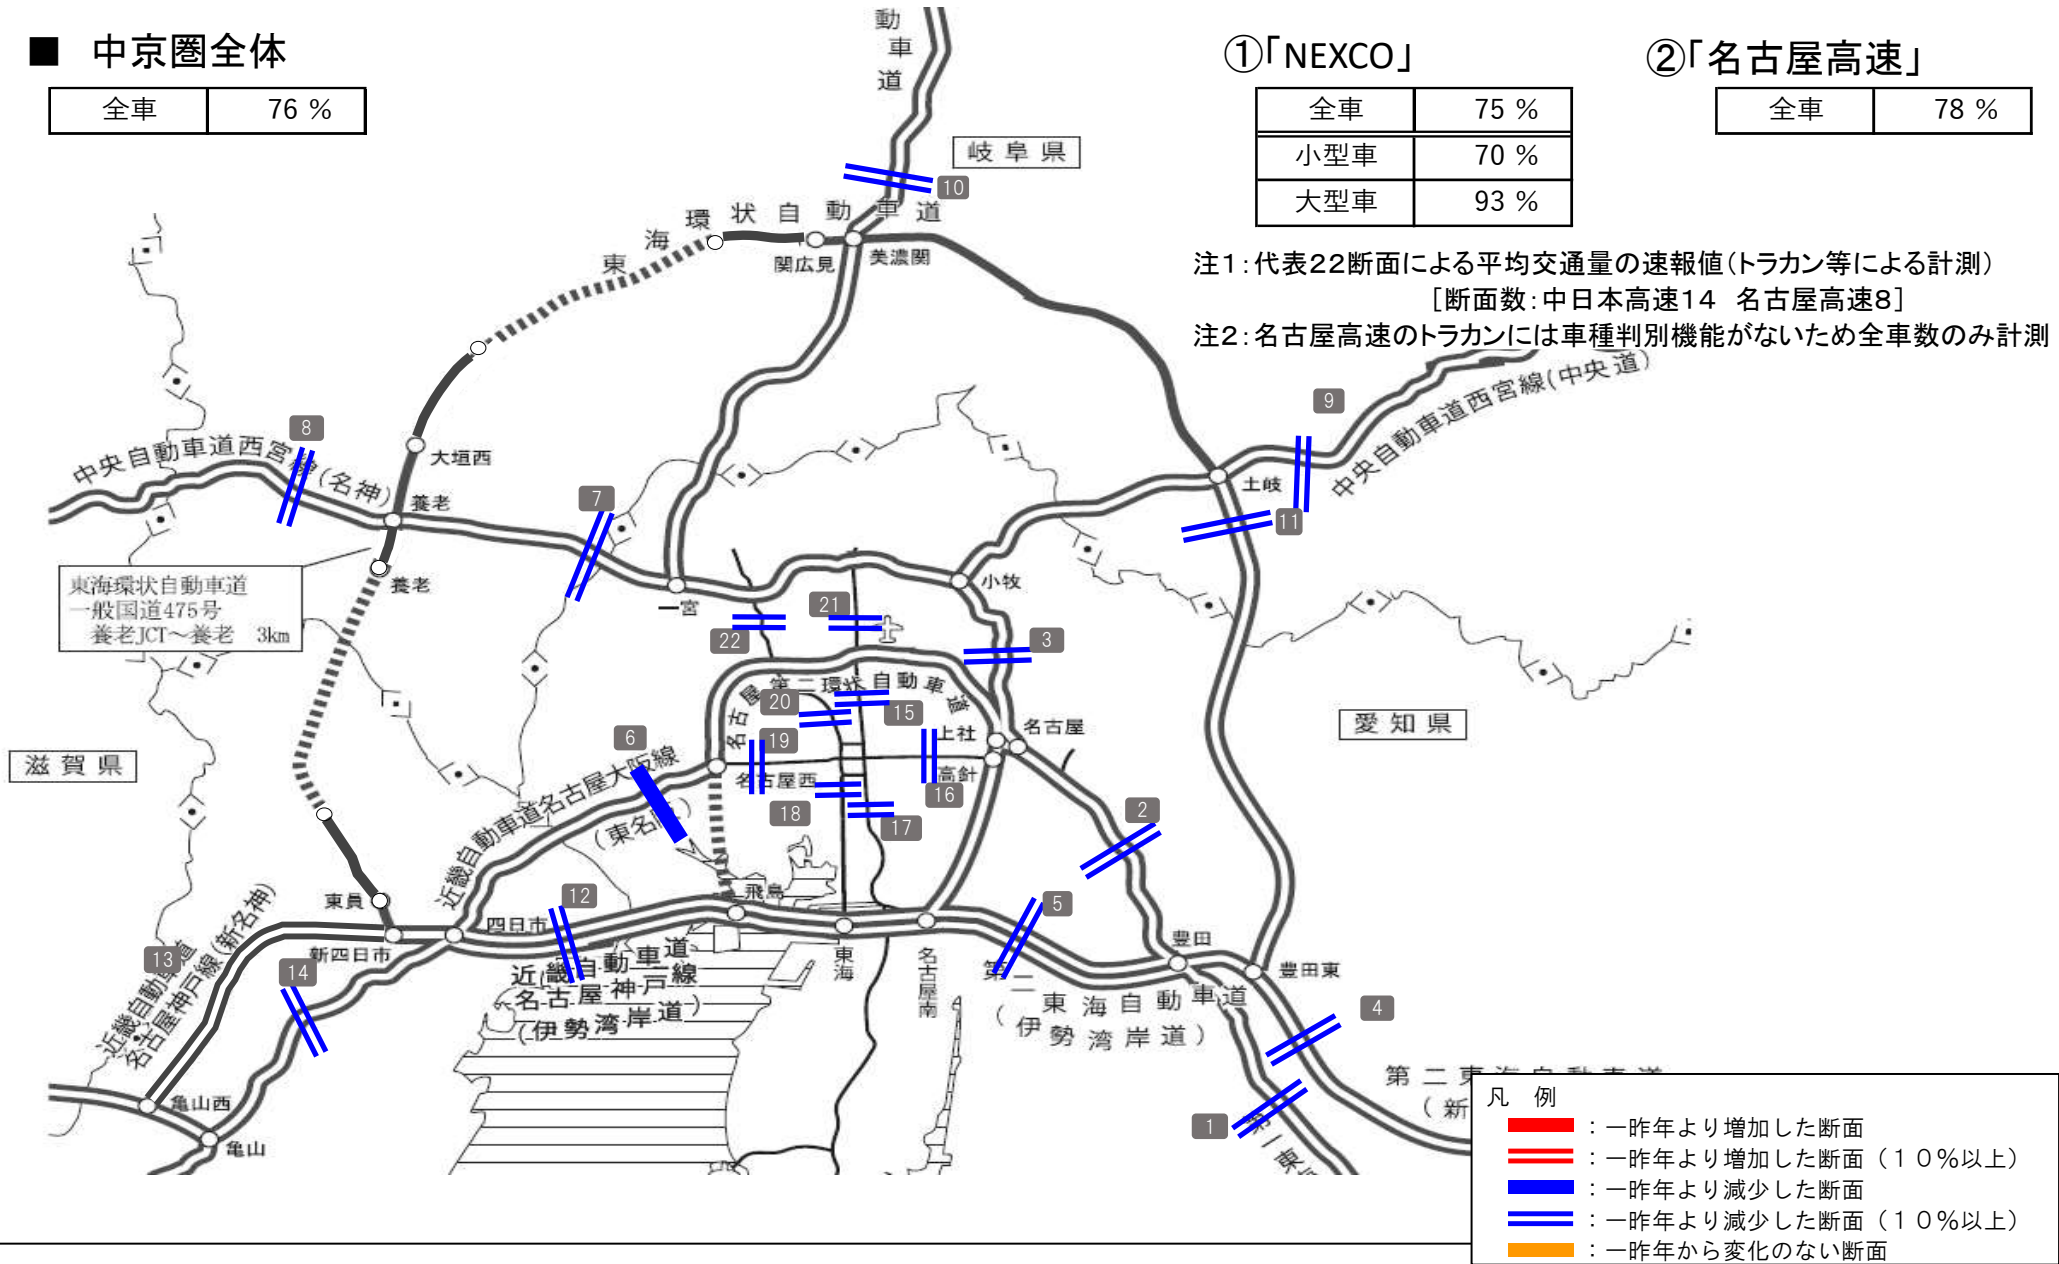 ■ 中京圏全体
全車 76 %
①「NEXCO」
全車 75 %
小型車 70 %
大型車 93 %
②「名古屋高速」
全車 78 %
注1：代表22断面による平均交通量の速報値（トラカン等による計測）
［断面数：中日本高速14 名古屋高速8］
注2：名古屋高速のトラカンには車種判別機能がないため全車数のみ計測
動車道
岐阜県
10
東海環状自動車道
関広見
美濃関
9
中央自動車道西宮線(中央道)
8
中央自動車道西宮線(名神)
大垣西
養老
7
土岐
11
養老
東海環状自動車道
一般国道475号
養老JCT～養老 3km
一宮
小牧
22
21
3
名古屋第二環状自動車道
20
15
上社
名古屋
愛知県
滋賀県
6
19
名古屋西
高針
16
近畿自動車道名古屋大阪線
(東名阪)
18
17
2
飛島
東員
12
四日市
5
新四日市
豊田
豊田東
13
14
近畿自動車道
名古屋神戸線(新名神)
近畿自動車道
名古屋神戸線
(伊勢湾岸道)
東海
名古屋南
第二東海自動車道
(伊勢湾岸道)
4
亀山西
亀山
1
第一東
第二東海自動車道
(新
凡 例
：一昨年より増加した断面
：一昨年より増加した断面（１０％以上）
：一昨年より減少した断面
：一昨年より減少した断面（１０％以上）
：一昨年から変化のない断面